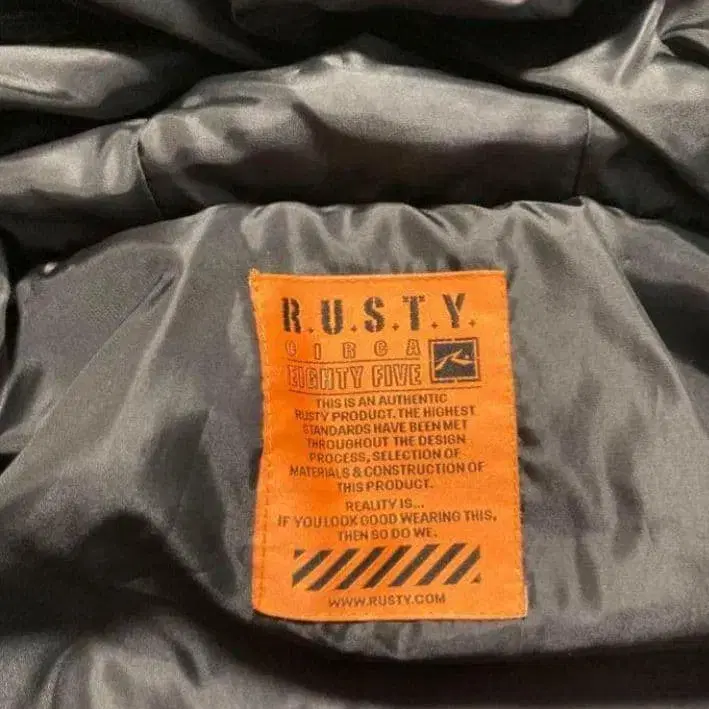 R.U.S.T.Y.
CIRCA
EIGHTY FIVE
THIS IS AN AUTHENTIC
RUSTY PRODUCT. THE HIGHEST
STANDARDS HAVE BEEN MET
THROUGHOUT THE DESIGN
PROCESS, SELECTION OF
MATERIALS & CONSTRUCTION OF
THIS PRODUCT.
REALITY IS...
IF YOU LOOK GOOD WEARING THIS,
THEN SO DO WE.
WWW.RUSTY.COM